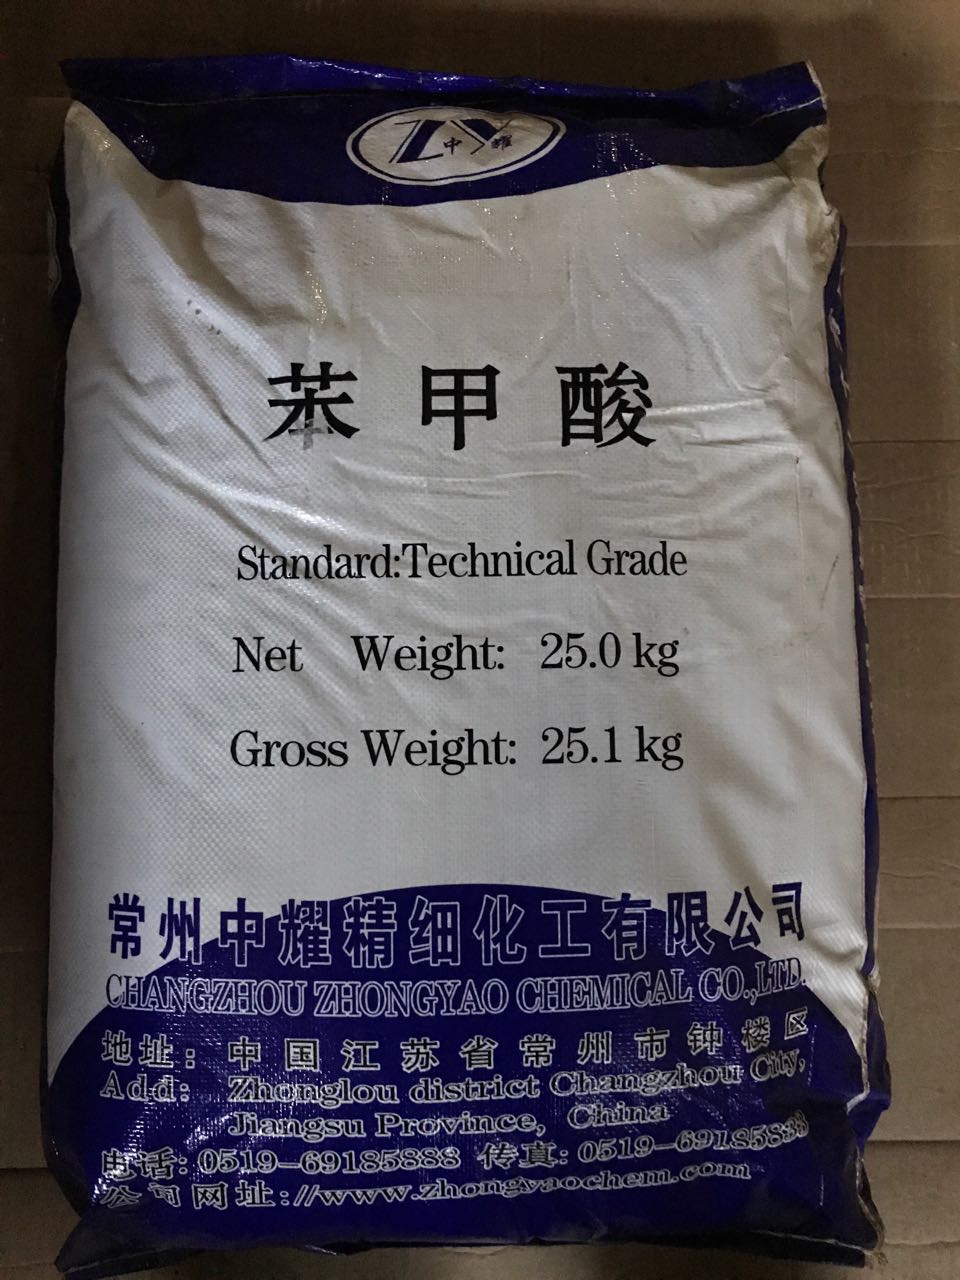 ZY中耀
苯甲酸
Standard:Technical Grade
Net Weight: 25.0 kg
Gross Weight: 25.1 kg
常州中耀精细化工有限公司
CHANGZHOU ZHONGYAO CHEMICAL CO.,LTD.
地址: 中国江苏省常州市钟楼区
Add: Zhonglou district Changzhou City,
Jiangsu Province, China
电话: 0519-69185888 传真: 0519-69185833
公司网址://www.zhongyaochem.com